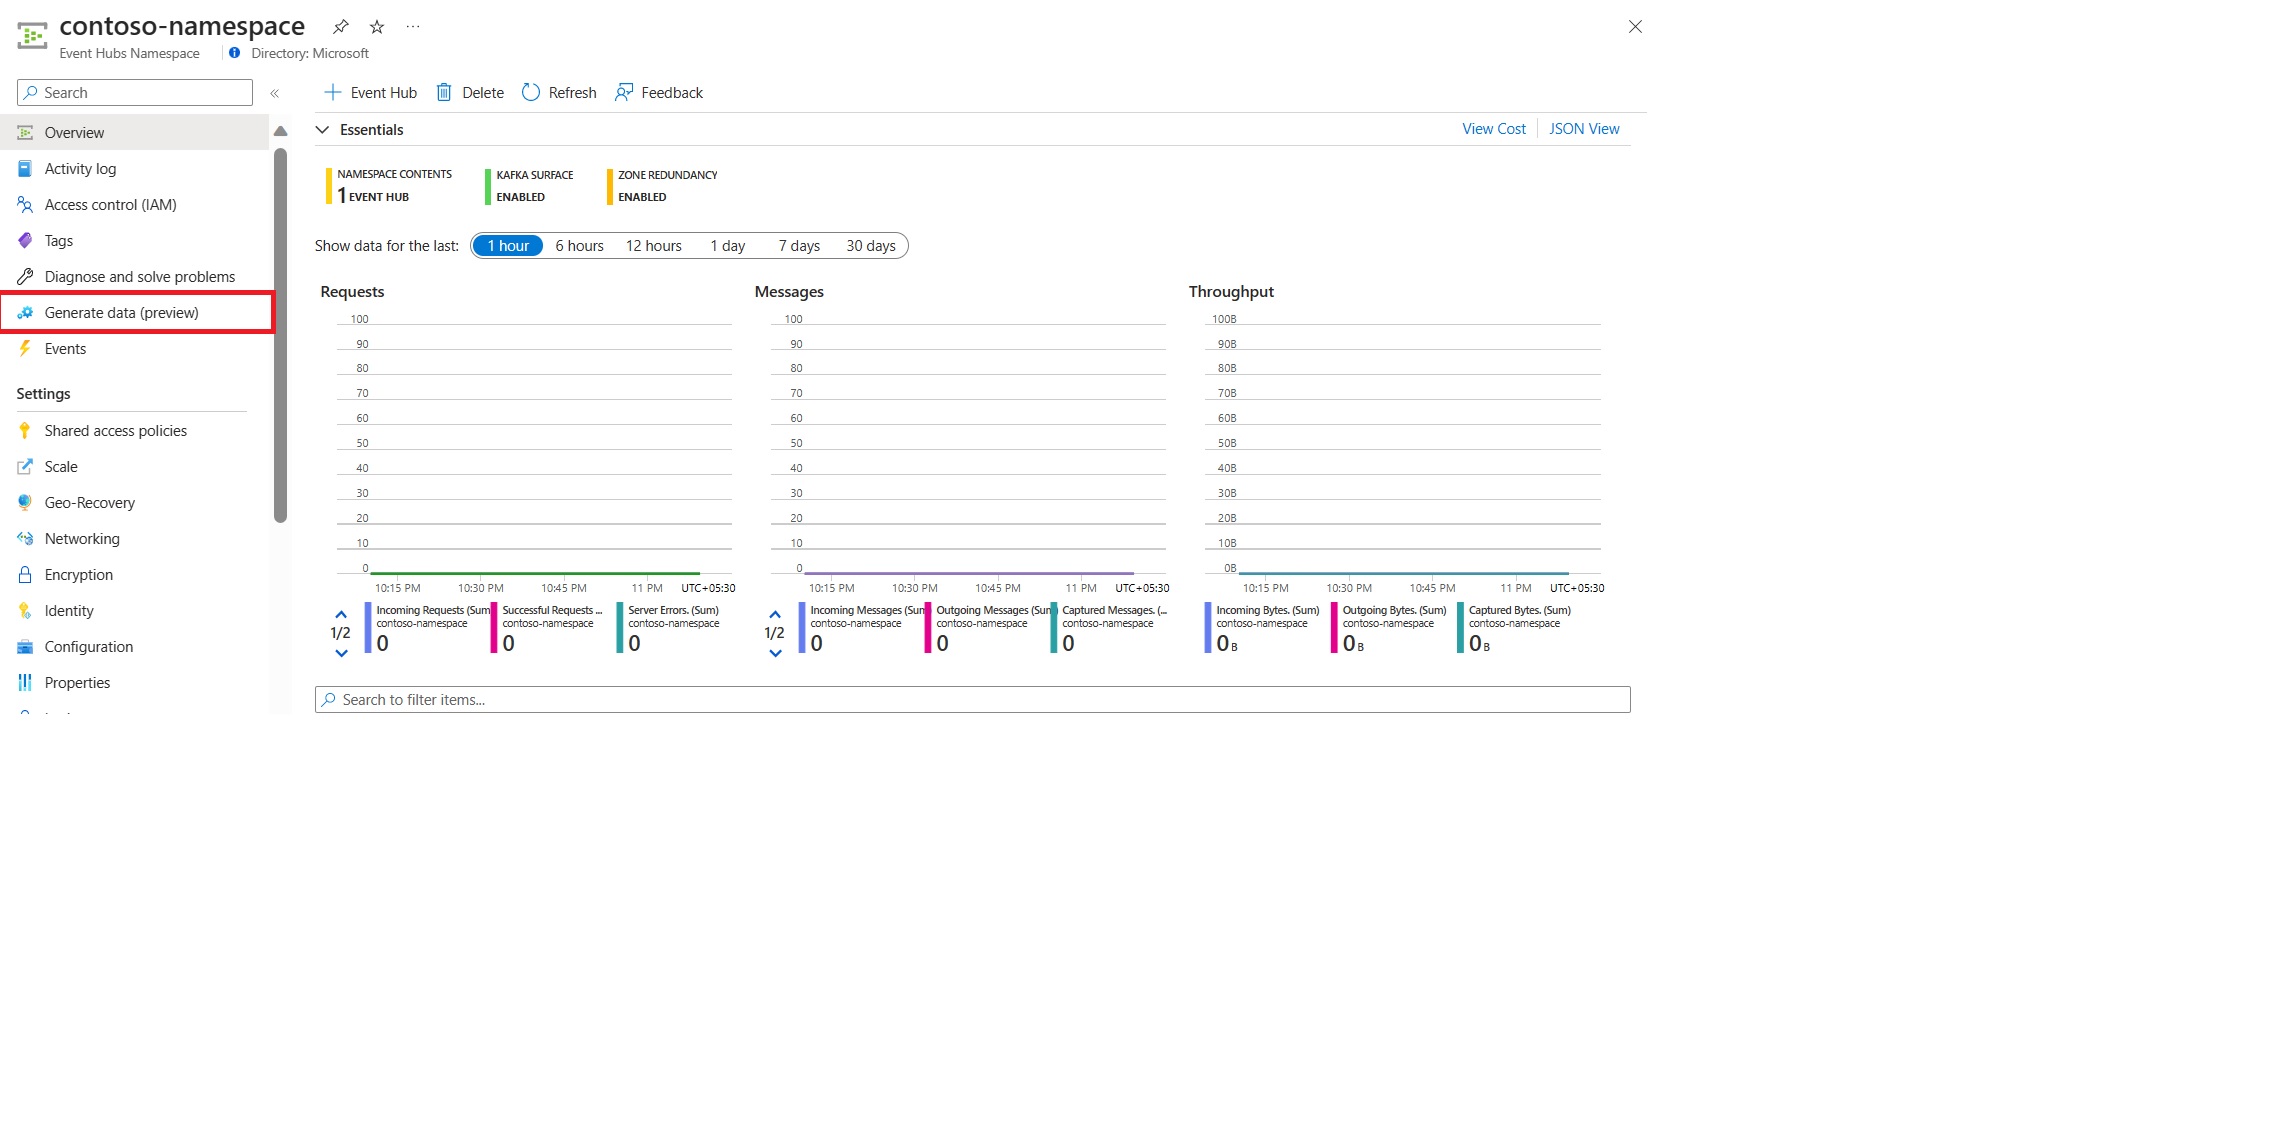 contoso-namespace
Event Hubs Namespace
Directory: Microsoft
Search
Overview
Activity log
Access control (IAM)
Tags
Diagnose and solve problems
Generate data (preview)
Events
Settings
Shared access policies
Scale
Geo-Recovery
Networking
Encryption
Identity
Configuration
Properties
Event Hub Delete Refresh Feedback
Essentials
View Cost JSON View
NAMESPACE CONTENTS
1 EVENT HUB
KAFKA SURFACE
ENABLED
ZONE REDUNDANCY
ENABLED
Show data for the last: 1 hour 6 hours 12 hours 1 day 7 days 30 days
Requests
100
90
80
70
60
50
40
30
20
10
0
10:15 PM 10:30 PM 10:45 PM 11 PM UTC+05:30
1/2
Incoming Requests (Sum
contoso-namespace
0
Successful Requests ...
contoso-namespace
0
Server Errors. (Sum)
contoso-namespace
0
Messages
100
90
80
70
60
50
40
30
20
10
0
10:15 PM 10:30 PM 10:45 PM 11 PM UTC+05:30
1/2
Incoming Messages (Sum
contoso-namespace
0
Outgoing Messages (Sum
contoso-namespace
0
Captured Messages. (...
contoso-namespace
0
Throughput
100B
90B
80B
70B
60B
50B
40B
30B
20B
10B
0B
10:15 PM 10:30 PM 10:45 PM 11 PM UTC+05:30
Incoming Bytes. (Sum)
contoso-namespace
0 B
Outgoing Bytes. (Sum)
contoso-namespace
0 B
Captured Bytes. (Sum)
contoso-namespace
0 B
Search to filter items...